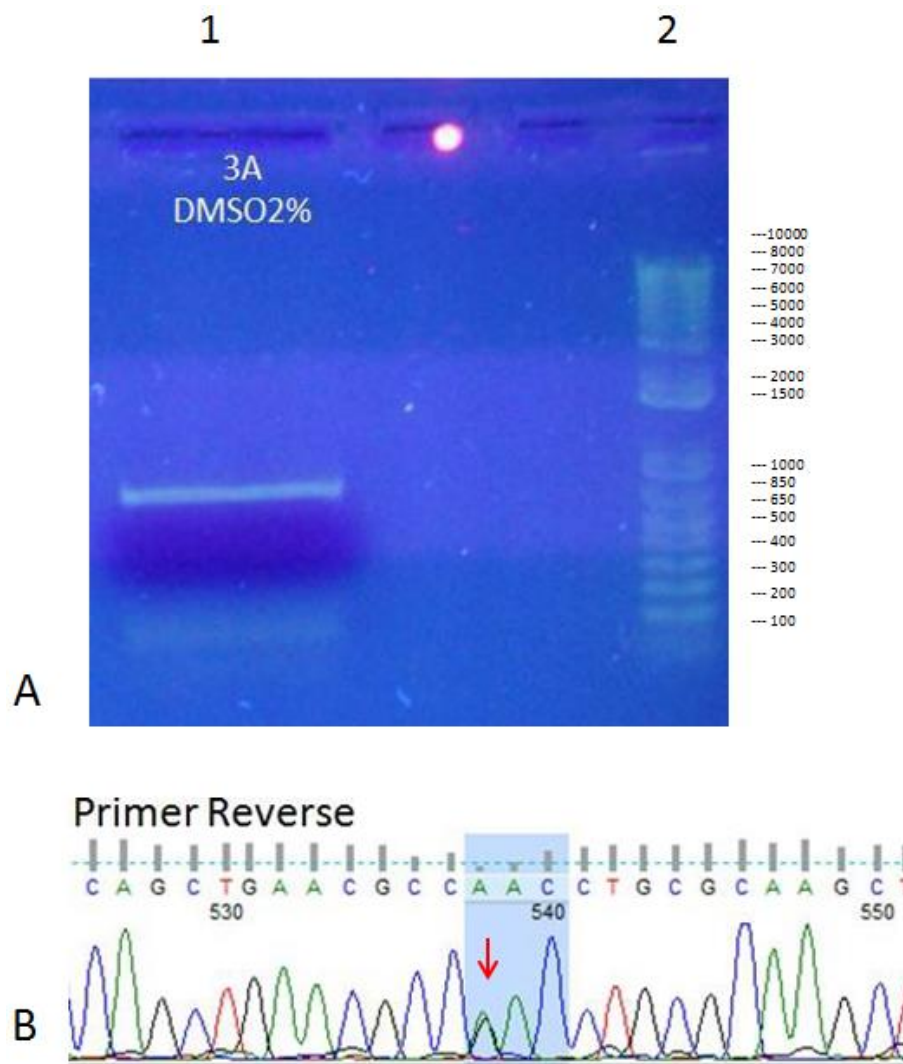 1 2
3A
DMSO2%
---10000
--- 8000
--- 7000
--- 6000
--- 5000
--- 4000
--- 3000
--- 2000
--- 1500
--- 1000
--- 850
--- 650
--- 500
--- 400
--- 300
--- 200
--- 100
A
Primer Reverse
C A G C T G A A C G C C A A C C T G C G C A A G C T
530 540 550
B